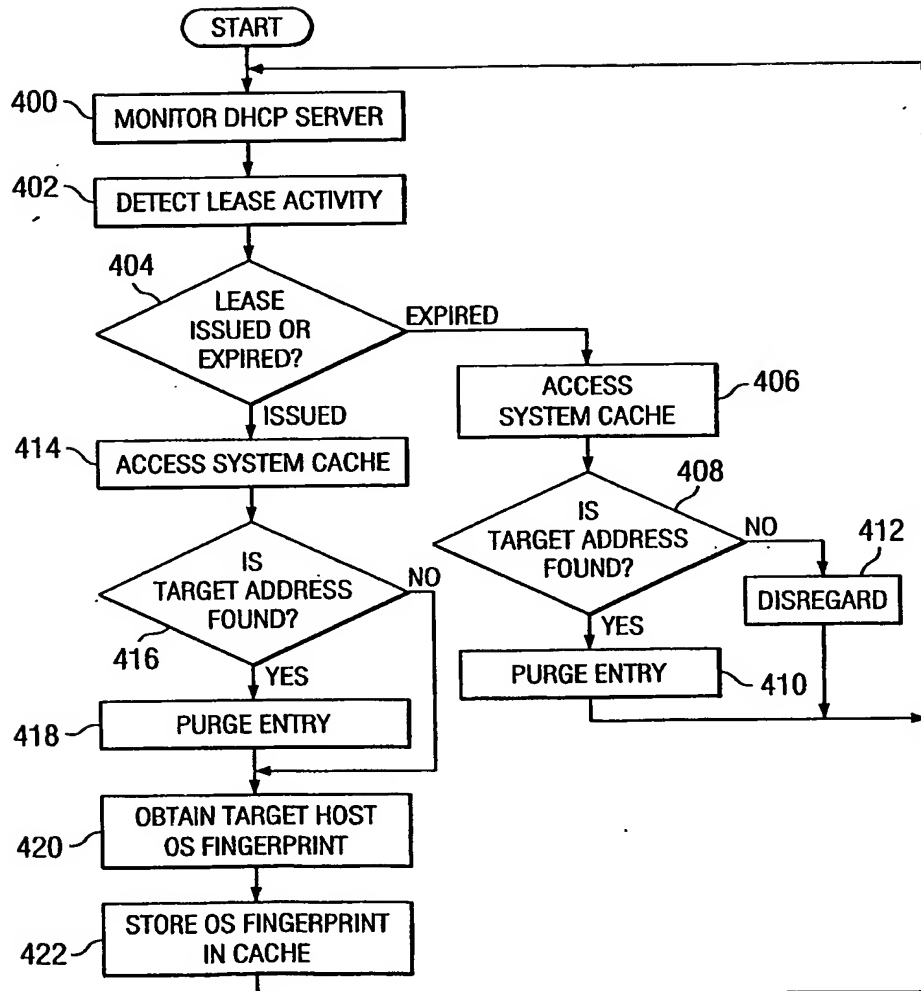 START
400
MONITOR DHCP SERVER
402
DETECT LEASE ACTIVITY
404
LEASE
ISSUED OR
EXPIRED?
EXPIRED
ISSUED
ACCESS
SYSTEM CACHE
406
414
ACCESS SYSTEM CACHE
408
IS
TARGET ADDRESS
FOUND?
NO
412
DISREGARD
YES
PURGE ENTRY
410
IS
TARGET ADDRESS
FOUND?
NO
416
YES
418
PURGE ENTRY
420
OBTAIN TARGET HOST
OS FINGERPRINT
422
STORE OS FINGERPRINT
IN CACHE